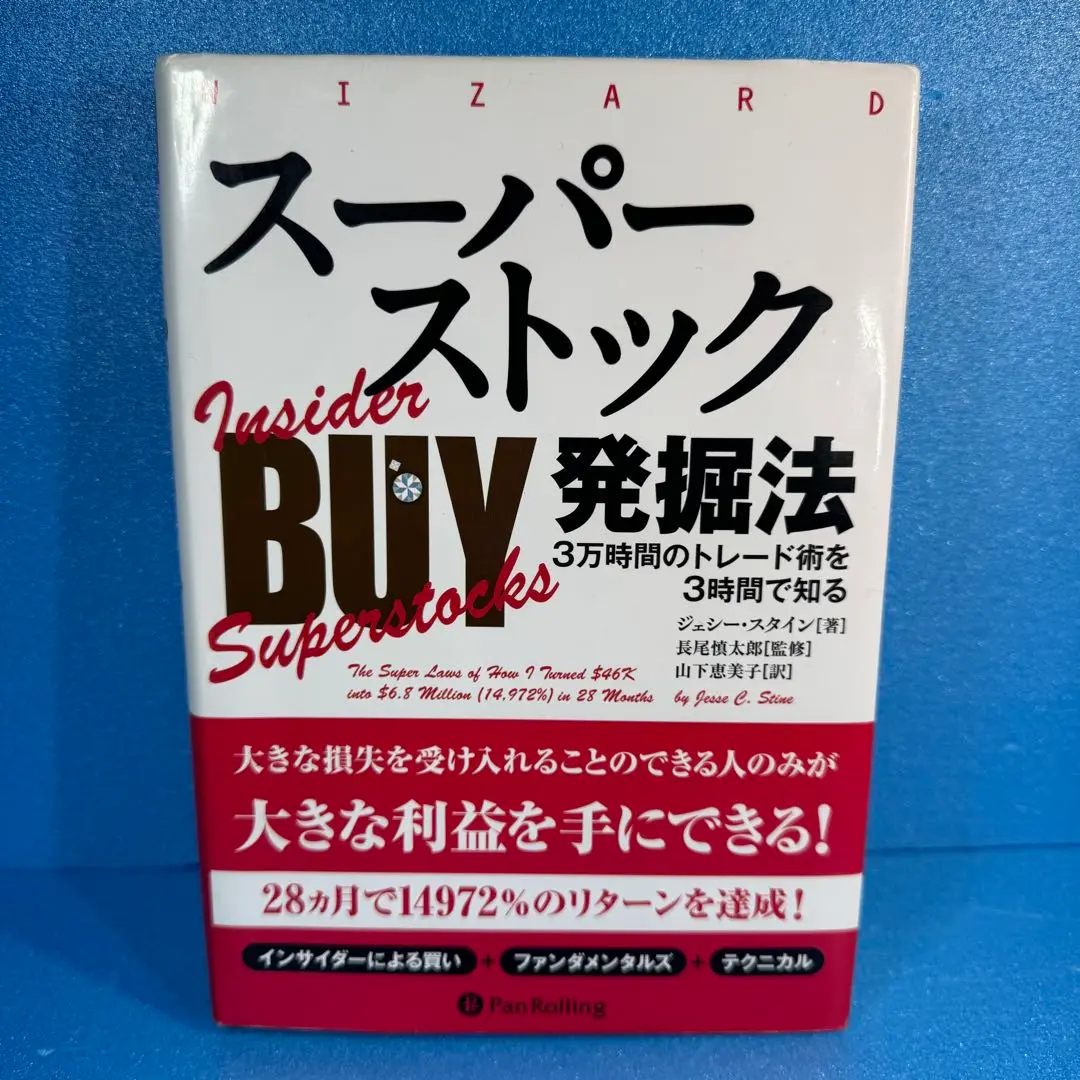 WIZARD
スーパー
ストック
Insider
BUY
Superstocks
発掘法
3万時間のトレード術を
3時間で知る
ジェシー・スタイン[著]
長尾慎太郎[監修]
山下恵美子[訳]
The Super Laws of How I Turned $46K
into $6.8 Million (14,972%) in 28 Months by Jesse C. Stine
大きな損失を受け入れることのできる人のみが
大きな利益を手にできる!
28ヵ月で14972%のリターンを達成!
インサイダーによる買い + ファンダメンタルズ + テクニカル
Pan Rolling